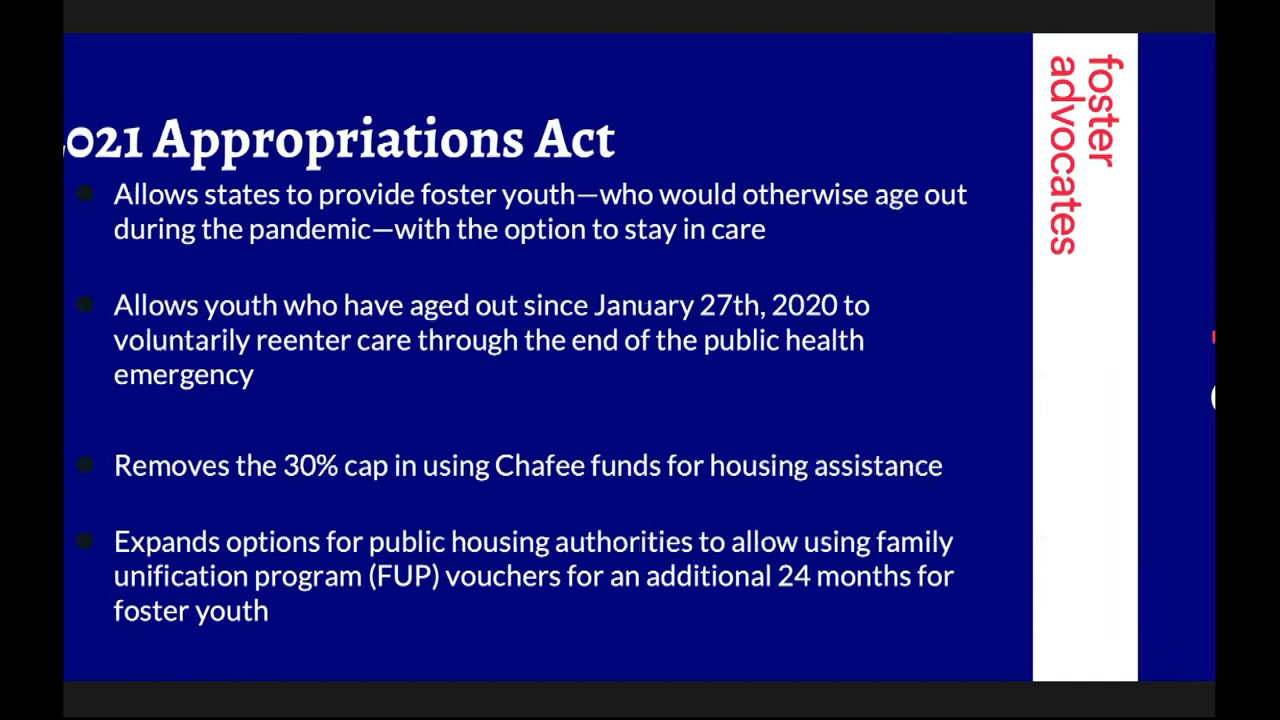 2021 Appropriations Act
Allows states to provide foster youth—who would otherwise age out
during the pandemic—with the option to stay in care
Allows youth who have aged out since January 27th, 2020 to
voluntarily reenter care through the end of the public health
emergency
Removes the 30% cap in using Chafee funds for housing assistance
Expands options for public housing authorities to allow using family
unification program (FUP) vouchers for an additional 24 months for
foster youth
foster
advocates